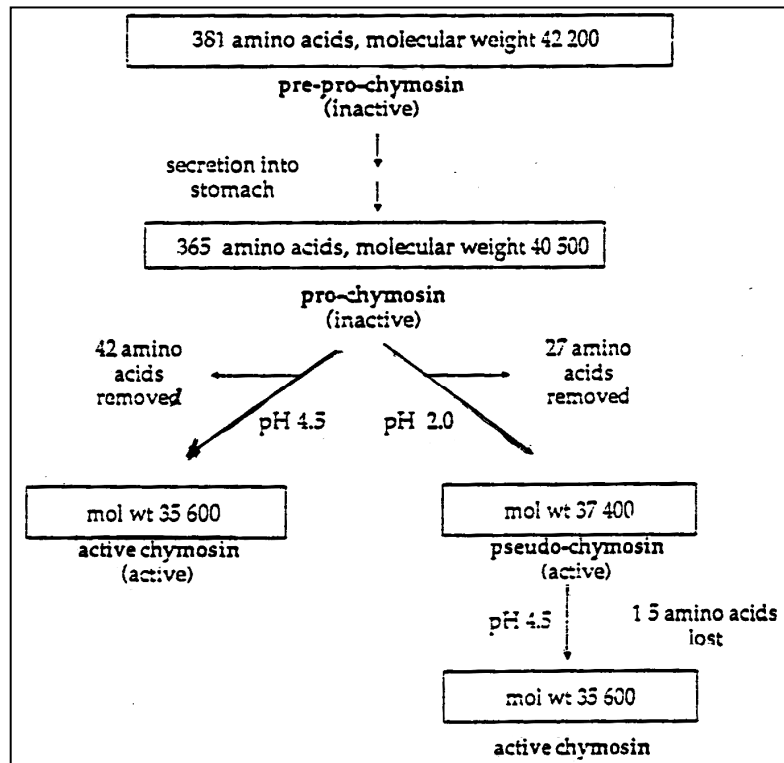 381 amino acids, molecular weight 42 200
pre-pro-chymosin
(inactive)
secretion into
stomach
365 amino acids, molecular weight 40 500
pro-chymosin
(inactive)
42 amino
acids
removed
27 amino
acids
removed
pH 4.5
pH 2.0
mol wt 35 600
active chymosin
(active)
mol wt 37 400
pseudo-chymosin
(active)
pH 4.5
15 amino acids
lost
mol wt 35 600
active chymosin